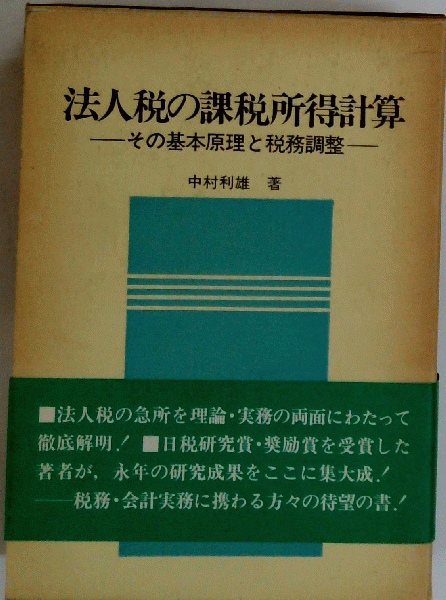 法人税の課税所得計算
――その基本原理と税務調整――
中村利雄 著
■法人税の急所を理論・実務の両面にわたって
徹底解明！ ■日税研究賞・奨励賞を受賞した
著者が、永年の研究成果をここに集大成！
――税務・会計実務に携わる方々の待望の書！